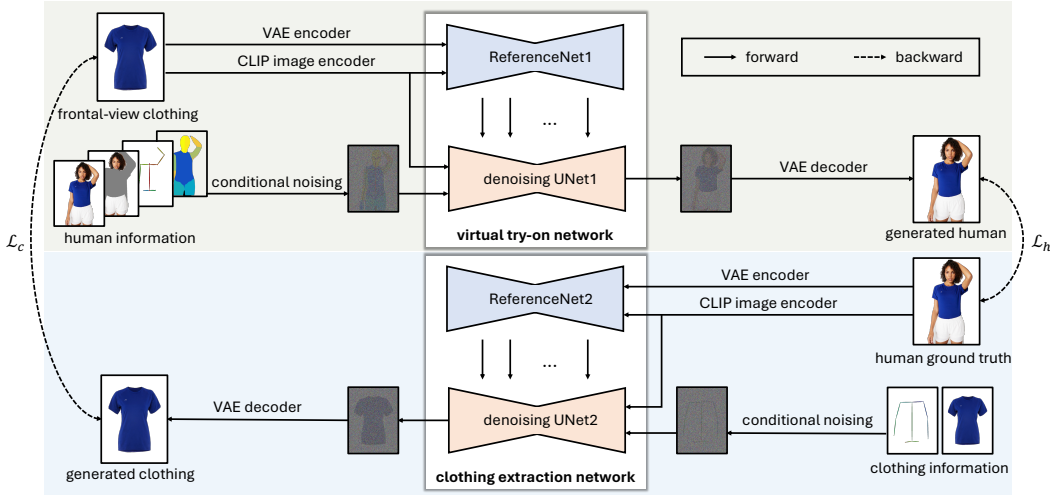 VAE encoder
ReferenceNet1
forward
backward
CLIP image encoder
frontal-view clothing
...
conditional noising
denoising UNet1
VAE decoder
human information
virtual try-on network
generated human
ℒc
ℒh
VAE encoder
ReferenceNet2
CLIP image encoder
human ground truth
...
VAE decoder
denoising UNet2
conditional noising
generated clothing
clothing extraction network
clothing information